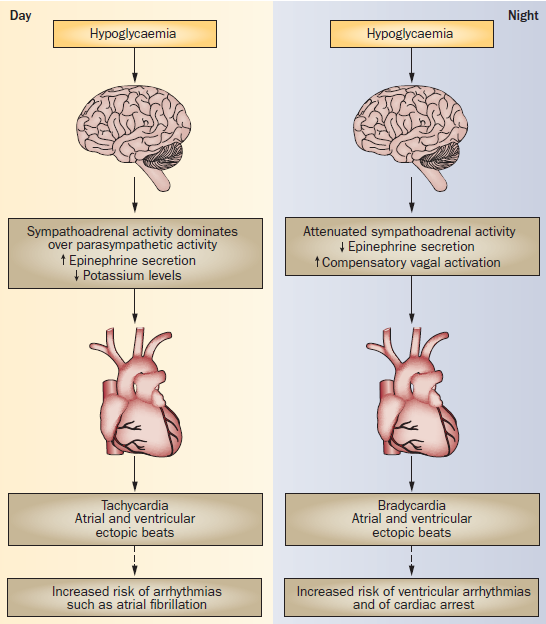 Day
Hypoglycaemia
Sympathoadrenal activity dominates
over parasympathetic activity
↑ Epinephrine secretion
↓ Potassium levels
Tachycardia
Atrial and ventricular
ectopic beats
Increased risk of arrhythmias
such as atrial fibrillation
Night
Hypoglycaemia
Attenuated sympathoadrenal activity
↓ Epinephrine secretion
↑ Compensatory vagal activation
Bradycardia
Atrial and ventricular
ectopic beats
Increased risk of ventricular arrhythmias
and of cardiac arrest